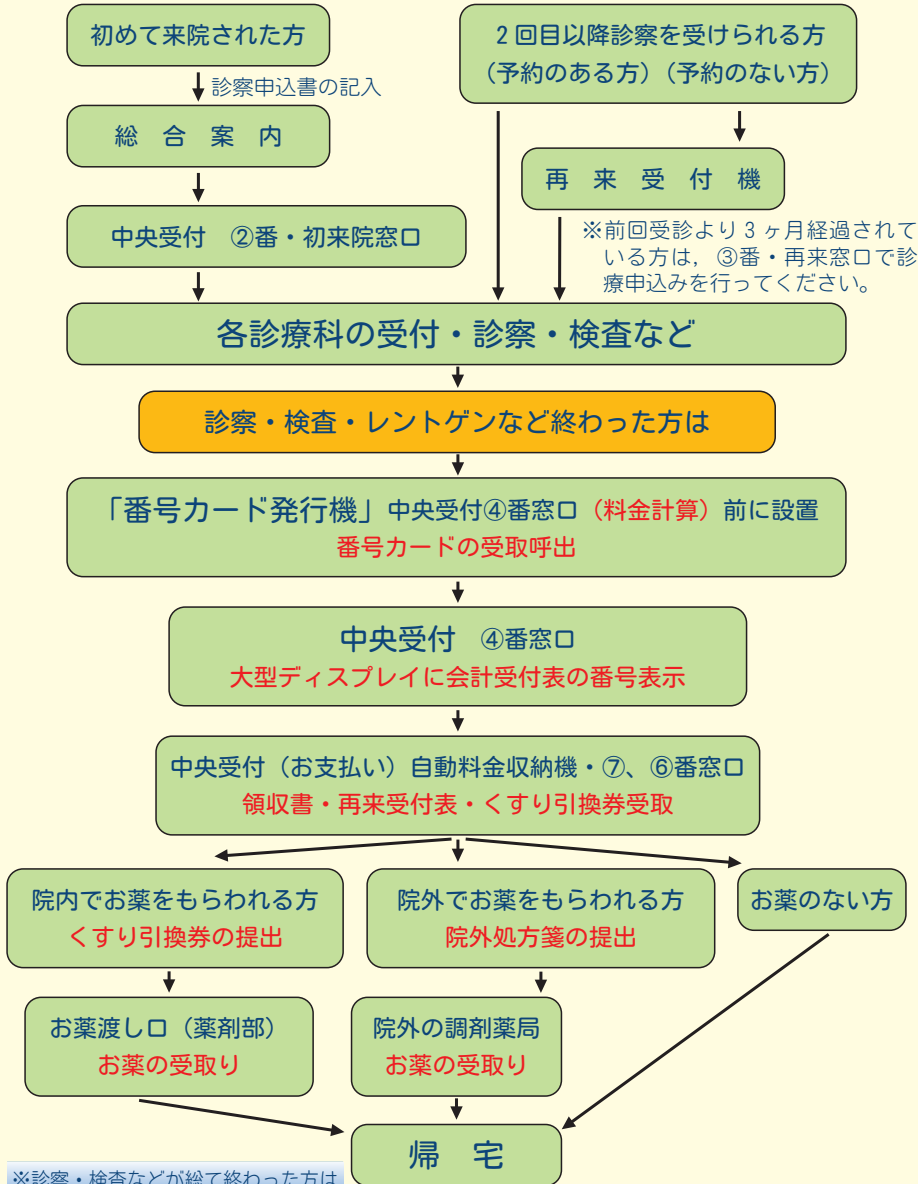 初めて来院された方
2回目以降診察を受けられる方
（予約のある方）（予約のない方）
診察申込書の記入
総　合　案　内
再　来　受　付　機
中央受付　②番・初来院窓口
※前回受診より3ヶ月経過されて
いる方は，③番・再来窓口で診
療申込みを行ってください。
各診療科の受付・診察・検査など
診察・検査・レントゲンなど終わった方は
「番号カード発行機」中央受付④番窓口（料金計算）前に設置
番号カードの受取呼出
中央受付　④番窓口
大型ディスプレイに会計受付表の番号表示
中央受付（お支払い）自動料金収納機・⑦、⑥番窓口
領収書・再来受付表・くすり引換券受取
院内でお薬をもらわれる方
くすり引換券の提出
院外でお薬をもらわれる方
院外処方箋の提出
お薬のない方
お薬渡し口（薬剤部）
お薬の受取り
院外の調剤薬局
お薬の受取り
帰　宅
※診察・検査などが総て終わった方は